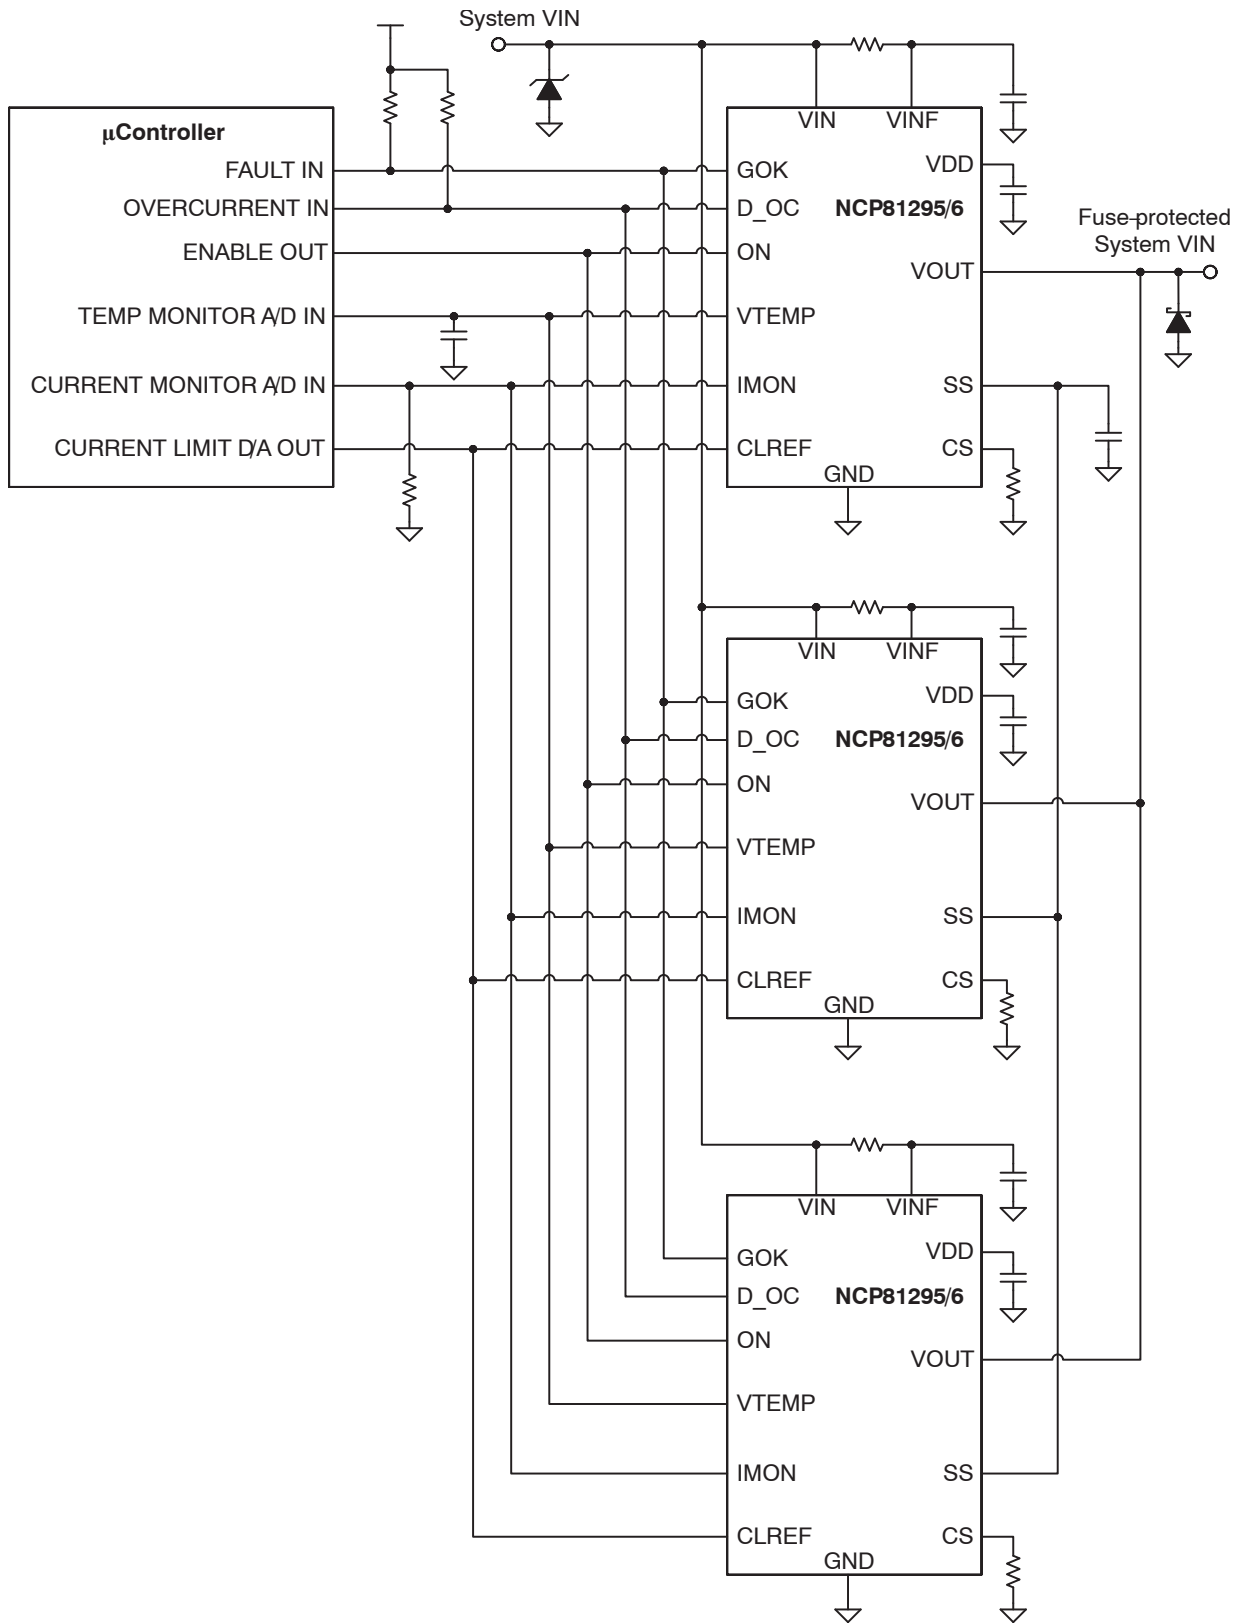 System VIN
µController
FAULT IN
OVERCURRENT IN
ENABLE OUT
TEMP MONITOR A/D IN
CURRENT MONITOR A/D IN
CURRENT LIMIT D/A OUT
VIN
VINF
GOK
D_OC
ON
VTEMP
IMON
CLREF
GND
NCP81295/6
VDD
VOUT
SS
CS
Fuse-protected
System VIN
VIN
VINF
GOK
D_OC
ON
VTEMP
IMON
CLREF
GND
NCP81295/6
VDD
VOUT
SS
CS
VIN
VINF
GOK
D_OC
ON
VTEMP
IMON
CLREF
GND
NCP81295/6
VDD
VOUT
SS
CS